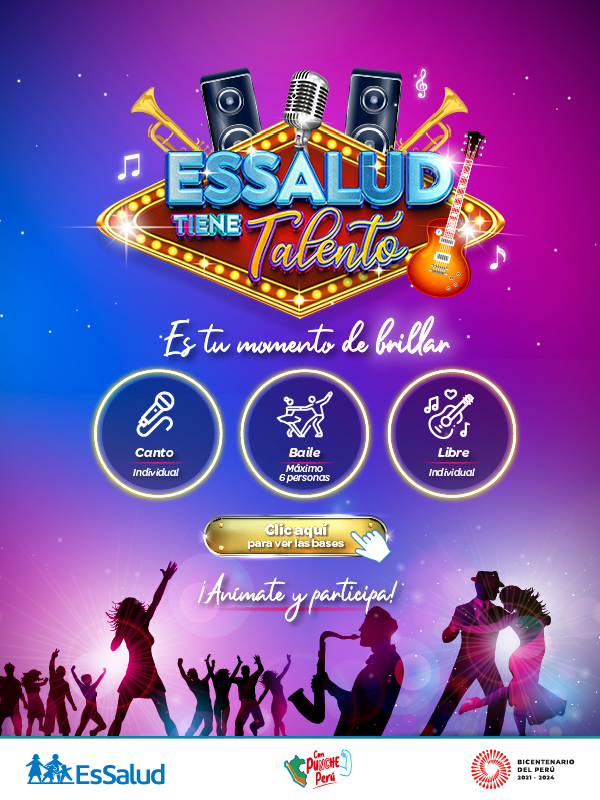 ESSALUD
TIENE Talento
Es tu momento de brillar
Canto
Individual
Baile
Máximo
6 personas
Libre
Individual
Clic aquí
para ver las bases
¡Anímate y participa!
EsSalud
Con
PUNCHE
Perú
BICENTENARIO
DEL PERÚ
2021 - 2024